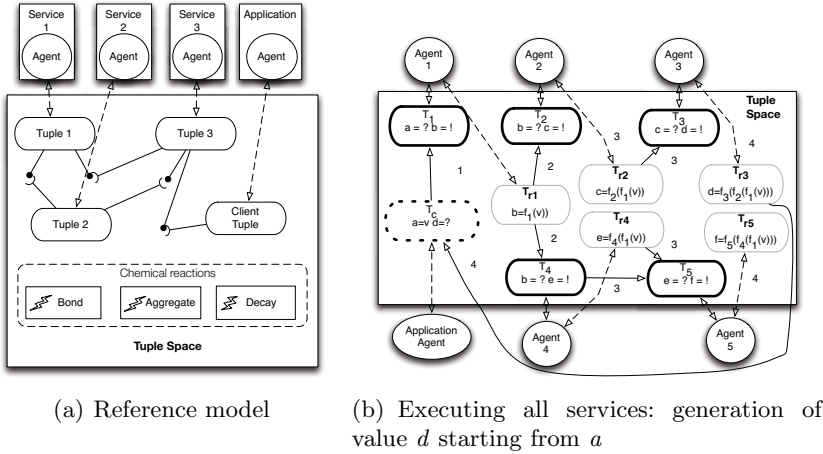 Service
1
Agent
Service
2
Agent
Service
3
Agent
Application
Agent
Tuple 1
Tuple 3
Tuple 2
Client
Tuple
Chemical reactions
Bond
Aggregate
Decay
Tuple Space
(a) Reference model
Agent
1
Agent
2
Agent
3
Tuple
Space
T1
a = ? b = !
T2
b = ? c = !
T3
c = ? d = !
3
4
1
2
3
Tr1
b=f1(v)
Tr2
c=f2(f1(v))
Tr3
d=f3(f2(f1(v)))
Tc
a=v d=?
Tr4
e=f4(f1(v))
Tr5
f=f5(f4(f1(v)))
2
4
3
T4
b = ? e = !
T5
e = ? f = !
3
4
Application
Agent
Agent
4
Agent
5
(b) Executing all services: generation of
value d starting from a